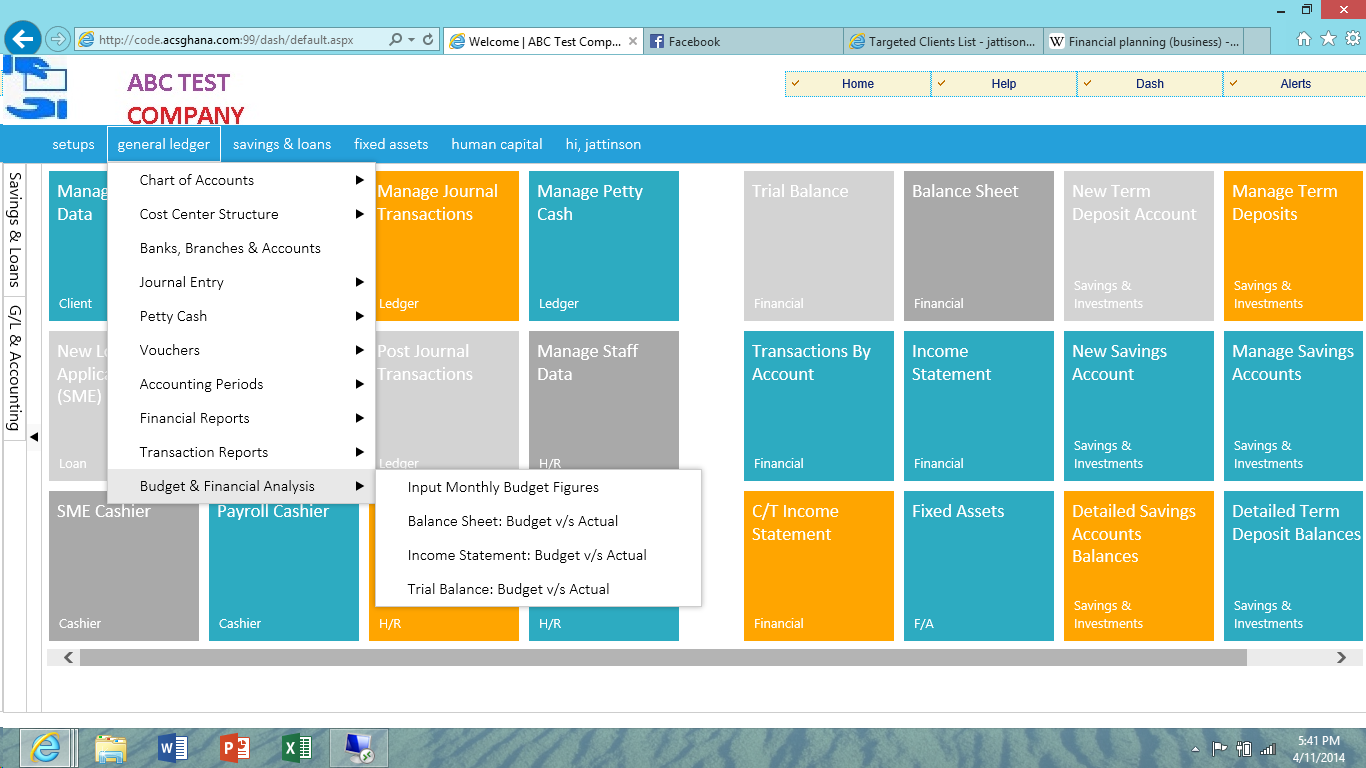 http://code.acsghana.com:99/dash/default.aspx
Welcome | ABC Test Comp...
Facebook
Targeted Clients List - jattison...
W Financial planning (business) -...
ABC TEST
COMPANY
Home
Help
Dash
Alerts
setups
general ledger
savings & loans
fixed assets
human capital
hi, jattinson
Savings & Loans
G/L & Accounting
Chart of Accounts
Cost Center Structure
Banks, Branches & Accounts
Journal Entry
Petty Cash
Vouchers
Accounting Periods
Financial Reports
Transaction Reports
Budget & Financial Analysis
Input Monthly Budget Figures
Balance Sheet: Budget v/s Actual
Income Statement: Budget v/s Actual
Trial Balance: Budget v/s Actual
Data
Client
Manage Journal
Transactions
Ledger
Manage Petty
Cash
Ledger
Trial Balance
Financial
Balance Sheet
Financial
New Term
Deposit Account
Savings &
Investments
Manage Term
Deposits
Savings &
Investments
New
(SME)
Loan
Post Journal
Transactions
Ledger
Manage Staff
Data
H/R
Transactions By
Account
Financial
Income
Statement
Financial
New Savings
Account
Savings &
Investments
Manage Savings
Accounts
Savings &
Investments
SME Cashier
Cashier
Payroll Cashier
Cashier
H/R
H/R
C/T Income
Statement
Financial
Fixed Assets
F/A
Detailed Savings
Accounts
Balances
Savings &
Investments
Detailed Term
Deposit Balances
Savings &
Investments
5:41 PM
4/11/2014